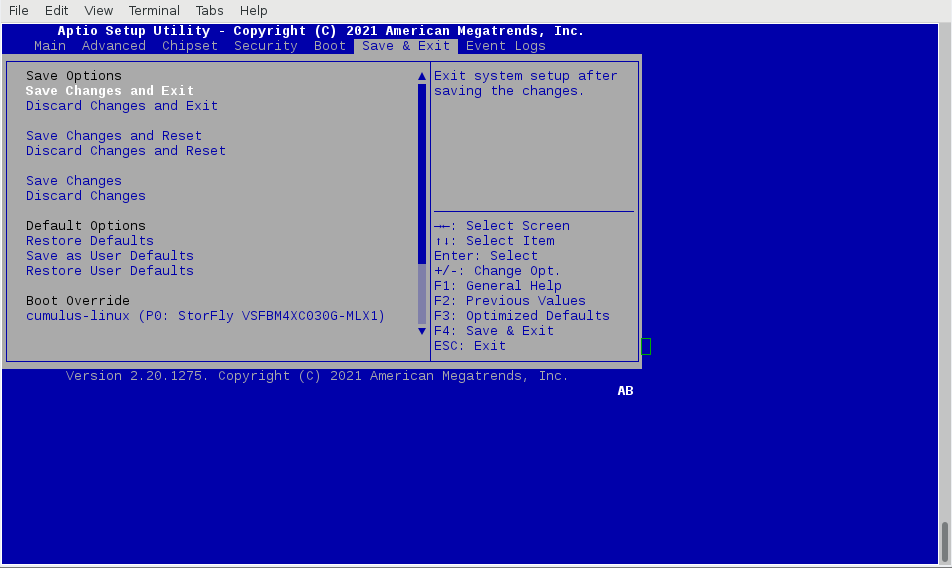 File Edit View Terminal Tabs Help
Aptio Setup Utility - Copyright (C) 2021 American Megatrends, Inc.
Main Advanced Chipset Security Boot Save & Exit Event Logs
Save Options
Save Changes and Exit
Discard Changes and Exit
Save Changes and Reset
Discard Changes and Reset
Save Changes
Discard Changes
Default Options
Restore Defaults
Save as User Defaults
Restore User Defaults
Boot Override
cumulus-linux (P0: StorFly VSFBM4XC030G-MLX1)
Exit system setup after
saving the changes.
→←: Select Screen
↑↓: Select Item
Enter: Select
+/-: Change Opt.
F1: General Help
F2: Previous Values
F3: Optimized Defaults
F4: Save & Exit
ESC: Exit
Version 2.20.1275. Copyright (C) 2021 American Megatrends, Inc.
AB